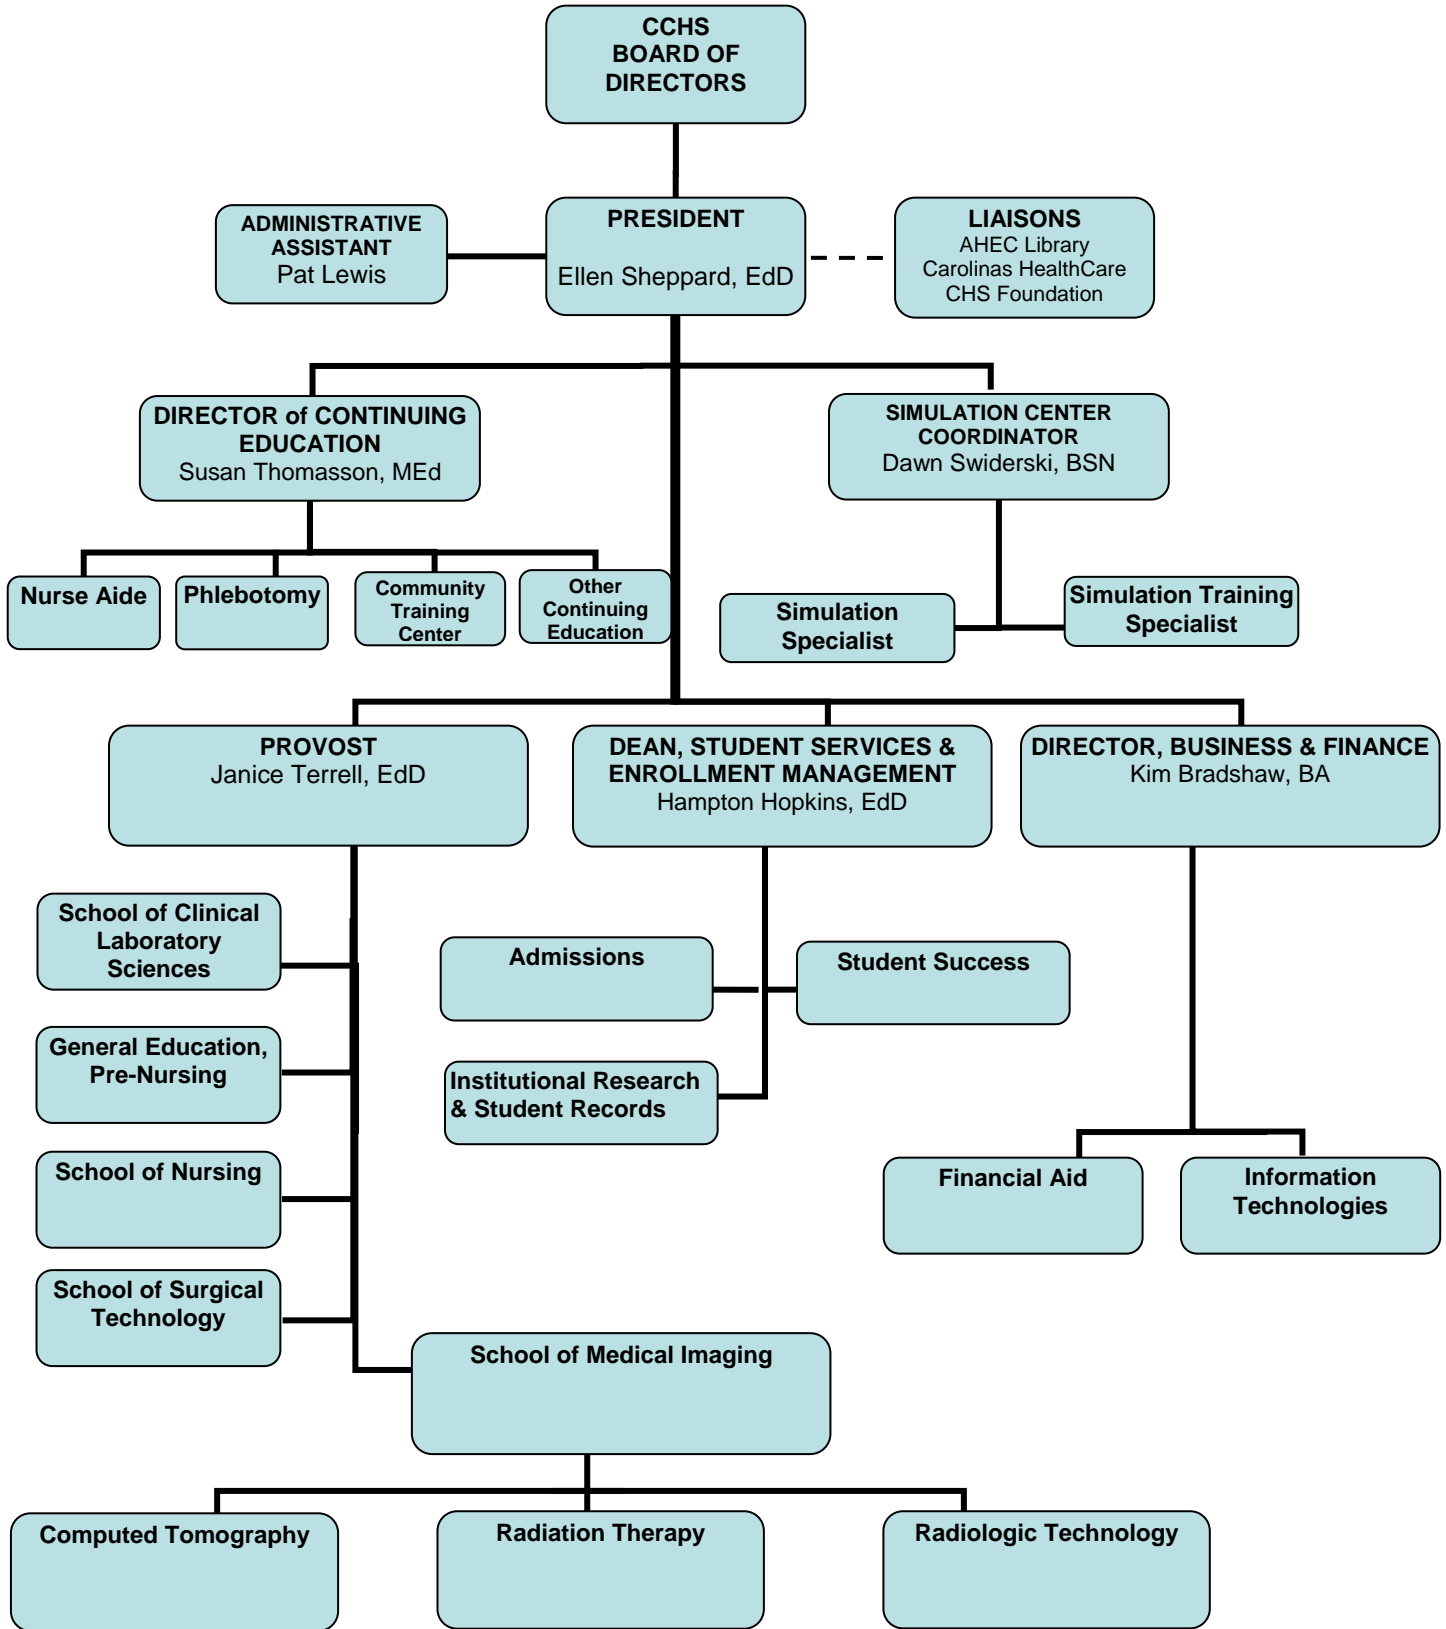 CCHS
BOARD OF
DIRECTORS
ADMINISTRATIVE
ASSISTANT
Pat Lewis
PRESIDENT
Ellen Sheppard, EdD
LIAISONS
AHEC Library
Carolinas HealthCare
CHS Foundation
DIRECTOR of CONTINUING
EDUCATION
Susan Thomasson, MEd
SIMULATION CENTER
COORDINATOR
Dawn Swiderski, BSN
Nurse Aide
Phlebotomy
Community
Training
Center
Other
Continuing
Education
Simulation
Specialist
Simulation Training
Specialist
PROVOST
Janice Terrell, EdD
DEAN, STUDENT SERVICES &
ENROLLMENT MANAGEMENT
Hampton Hopkins, EdD
DIRECTOR, BUSINESS & FINANCE
Kim Bradshaw, BA
School of Clinical
Laboratory
Sciences
General Education,
Pre-Nursing
School of Nursing
School of Surgical
Technology
Admissions
Student Success
Institutional Research
& Student Records
Financial Aid
Information
Technologies
School of Medical Imaging
Computed Tomography
Radiation Therapy
Radiologic Technology